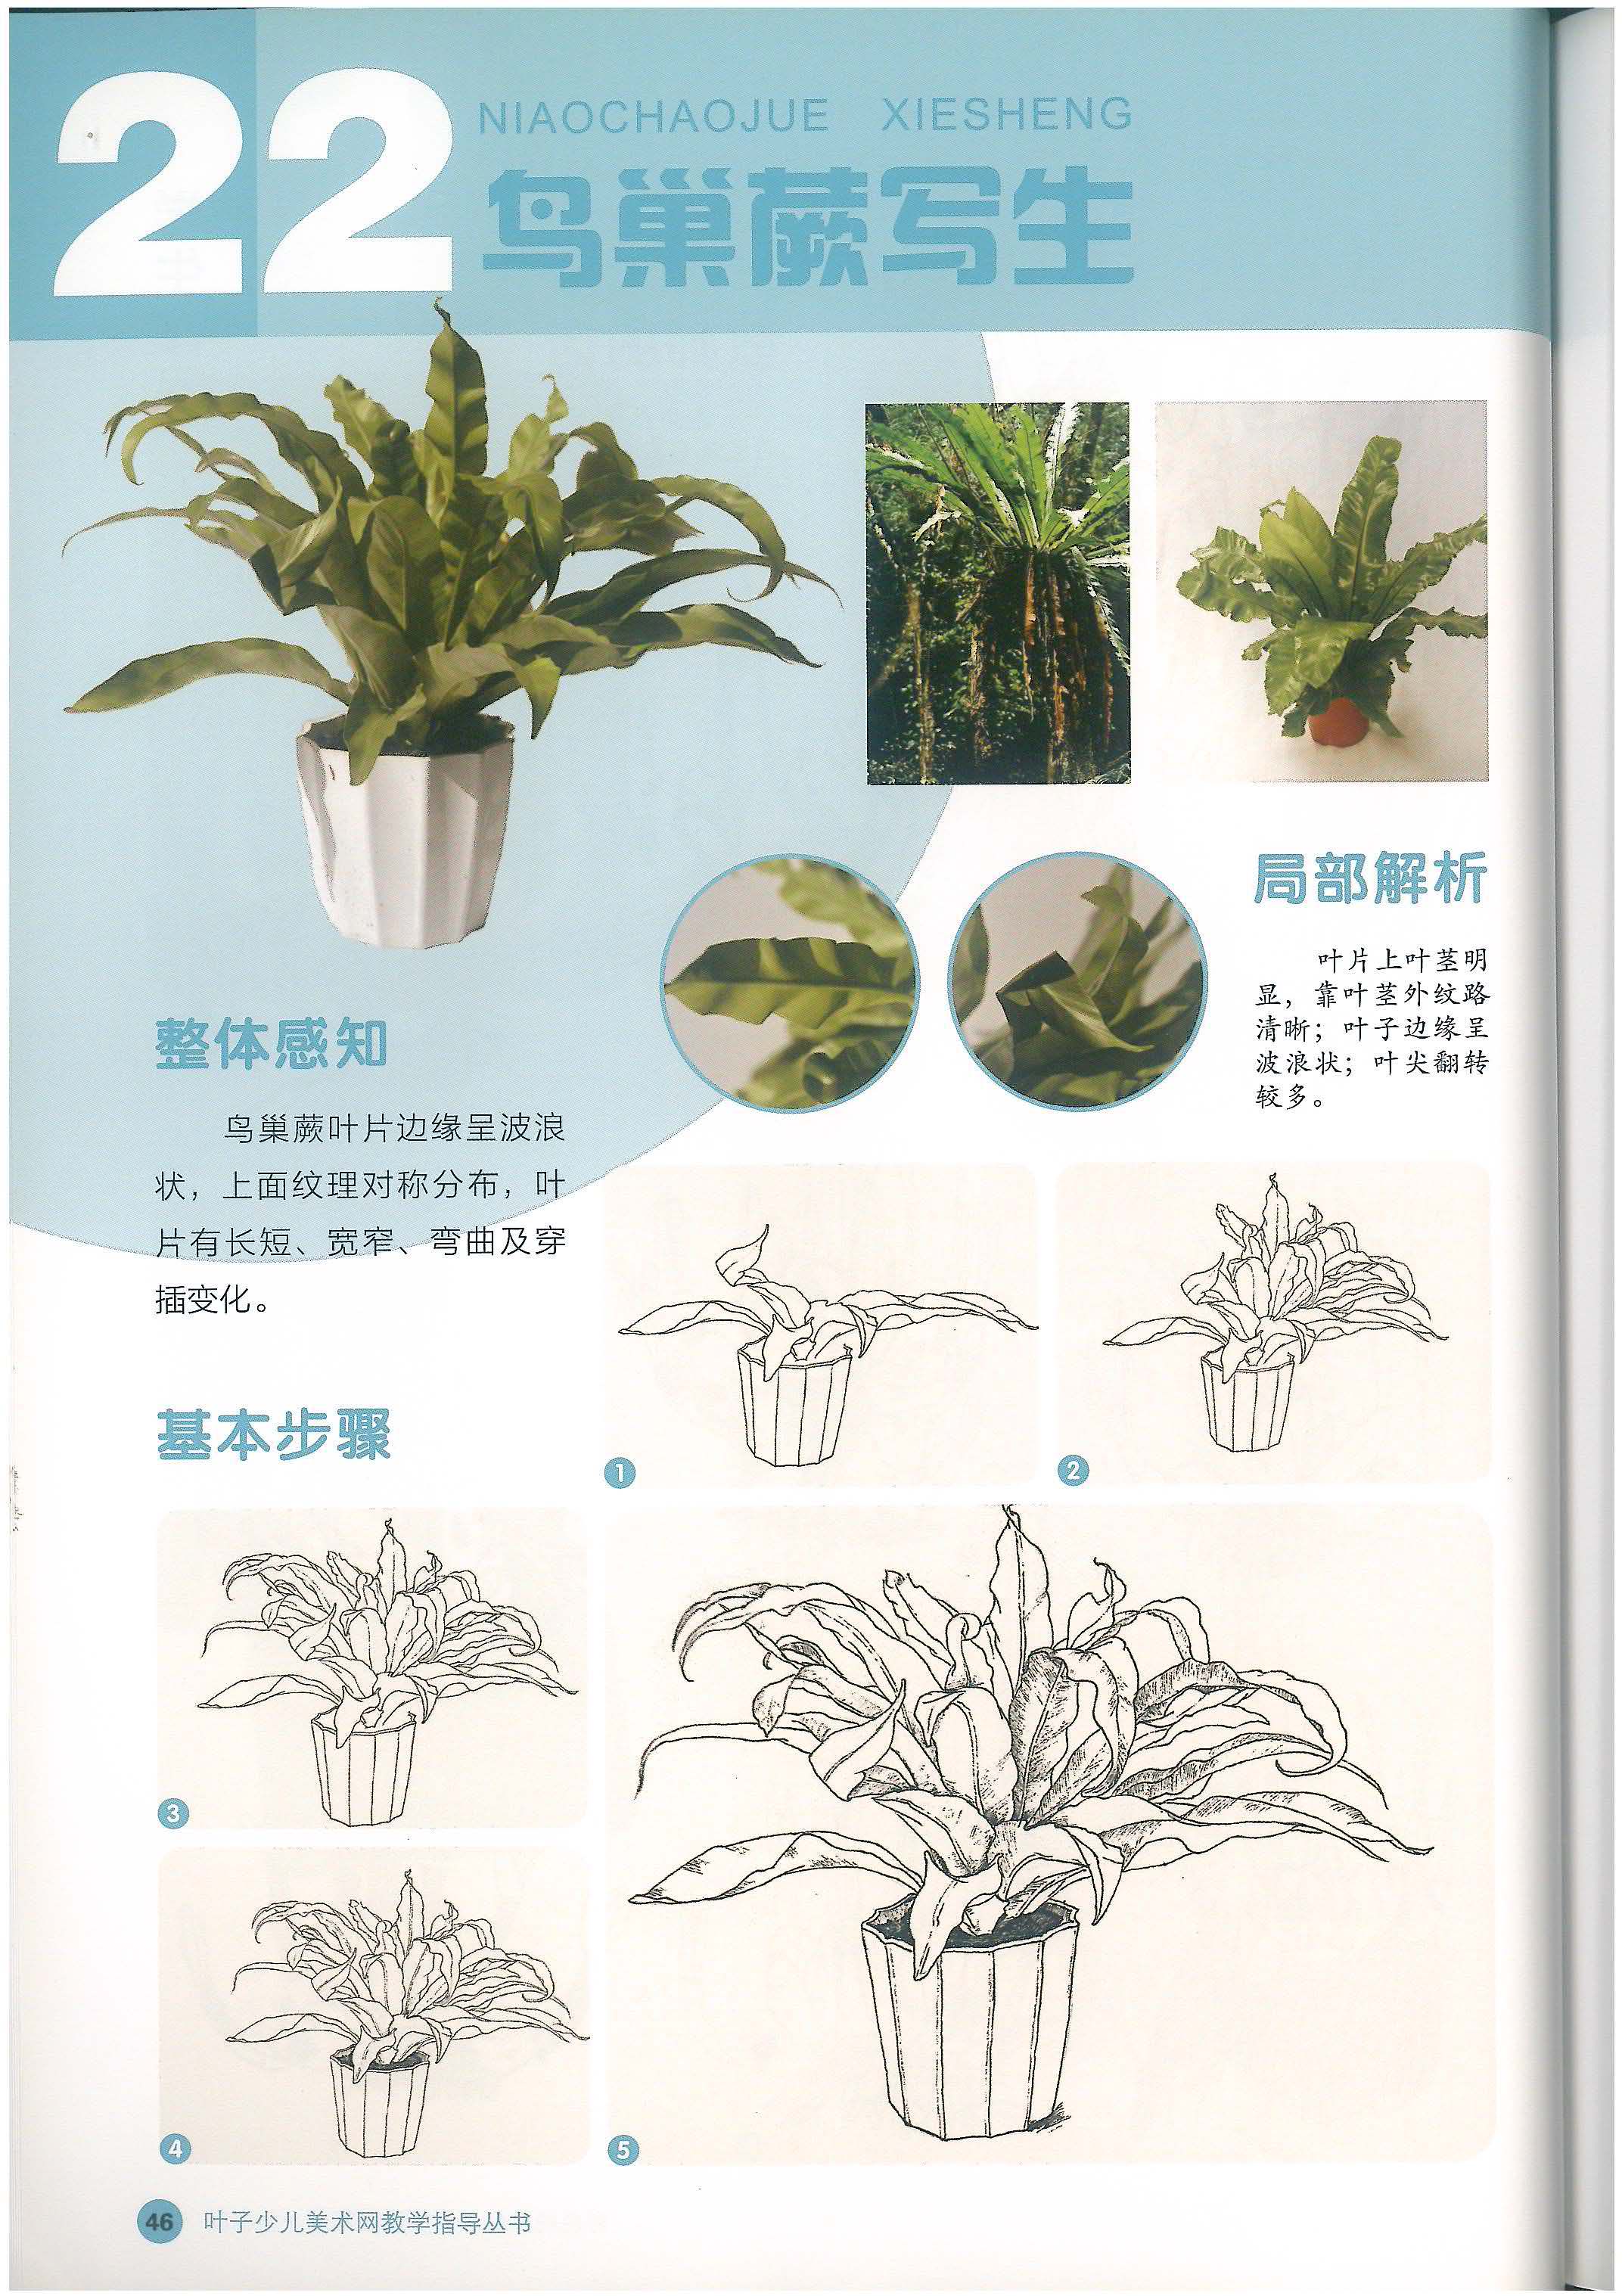 22
NIAOCHAOJUE XIESHENG
鸟巢蕨写生
局部解析
叶片上叶茎明
显，靠叶茎外纹路
清晰；叶子边缘呈
波浪状；叶尖翻转
较多。
整体感知
鸟巢蕨叶片边缘呈波浪
状，上面纹理对称分布，叶
片有长短、宽窄、弯曲及穿
插变化。
基本步骤
1
2
3
4
5
46 叶子少儿美术网教学指导丛书